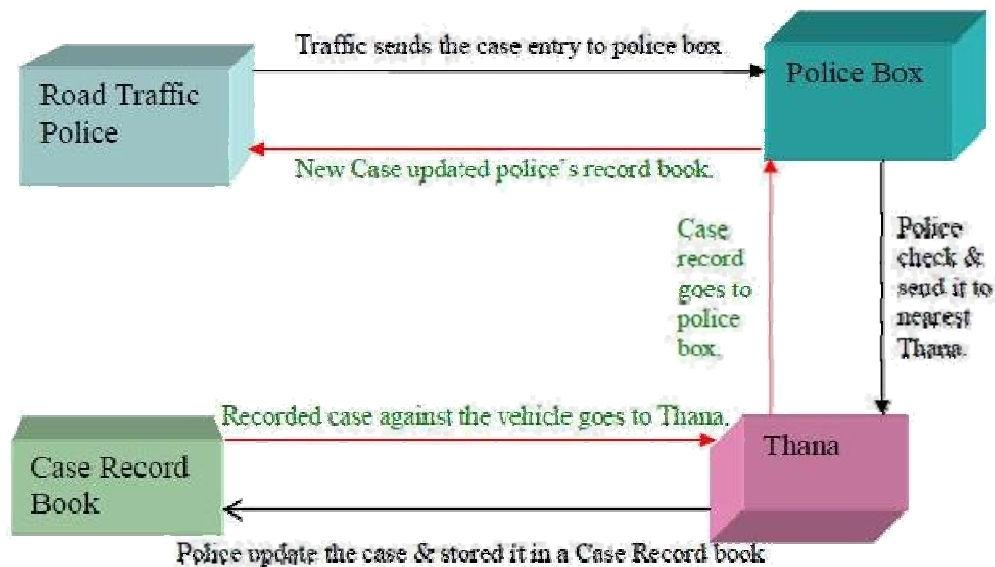 Traffic sends the case entry to police box
Road Traffic
Police
Police Box
New Case updated police's record book.
Case
record
goes to
police
box.
Police
check &
send it to
nearest
Thana.
Recorded case against the vehicle goes to Thana.
Case Record
Book
Thana
Police update the case & stored it in a Case Record book